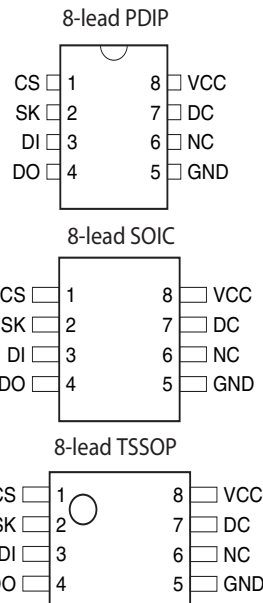 8-lead PDIP
CS 1 8 VCC
SK 2 7 DC
DI 3 6 NC
DO 4 5 GND
8-lead SOIC
CS 1 8 VCC
SK 2 7 DC
DI 3 6 NC
DO 4 5 GND
8-lead TSSOP
CS 1 8 VCC
SK 2 7 DC
DI 3 6 NC
DO 4 5 GND